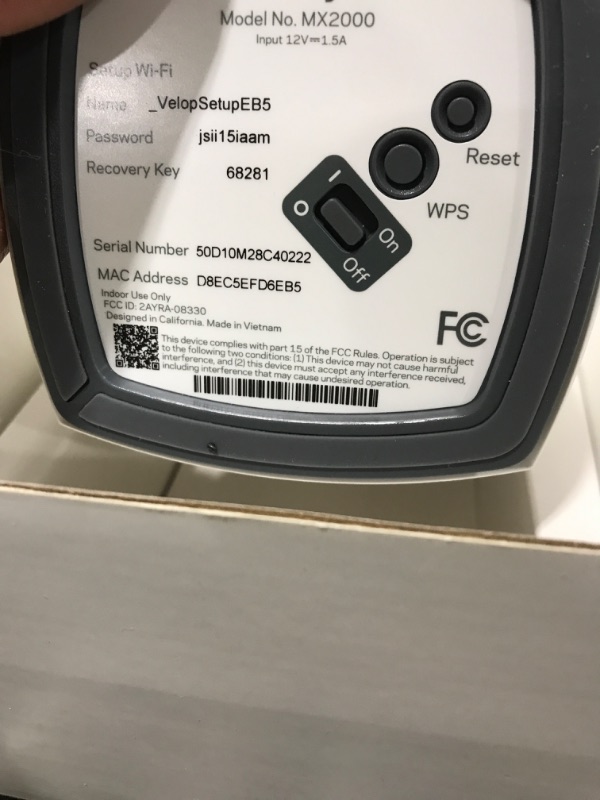 Model No. MX2000
Input 12V⎓1.5A
Setup Wi-Fi
Name _VelopSetupEB5
Password jsii15iaam
Recovery Key 68281
Reset
WPS
On
Off
Serial Number 50D10M28C40222
MAC Address D8EC5EFD6EB5
Indoor Use Only
FCC ID: 2AYRA-08330
Designed in California. Made in Vietnam
FC
This device complies with part 15 of the FCC Rules. Operation is subject
to the following two conditions: (1) This device may not cause harmful
interference, and (2) this device must accept any interference received,
including interference that may cause undesired operation.